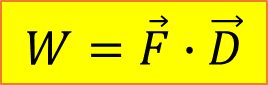 W = F⃗ · D⃗